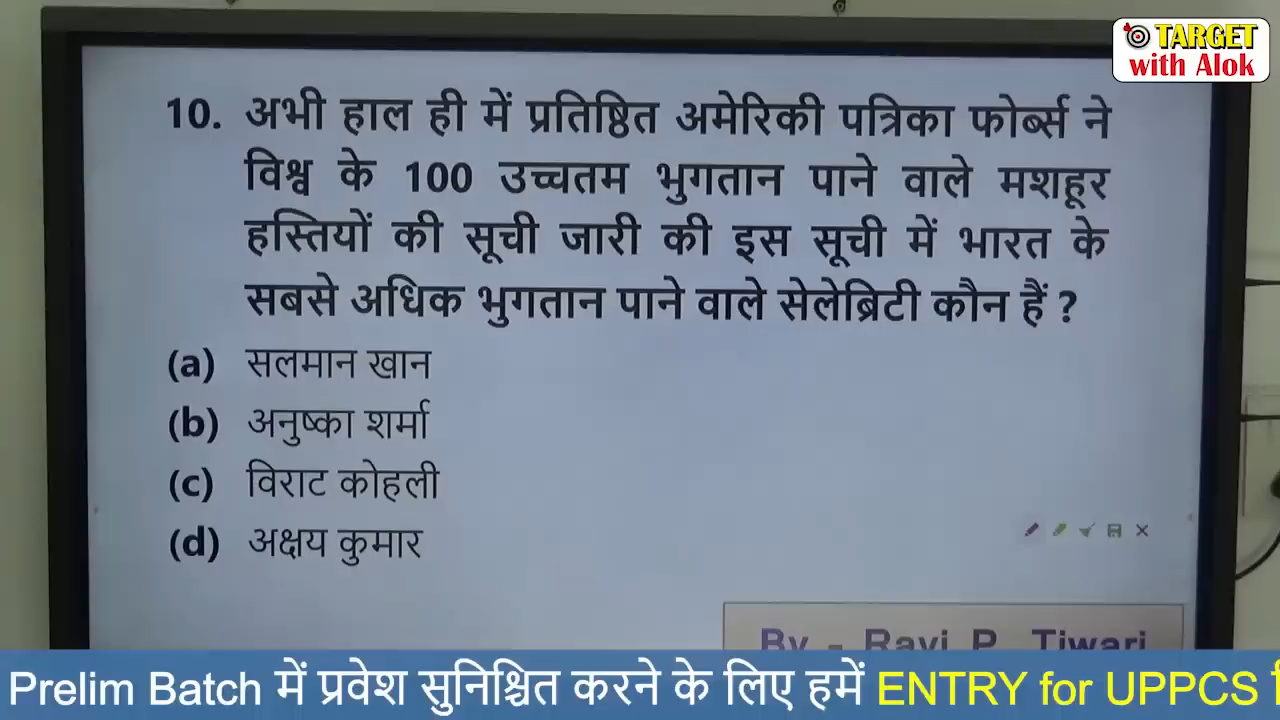 TARGET
with Alok
10. अभी हाल ही में प्रतिष्ठित अमेरिकी पत्रिका फोर्ब्स ने
विश्व के 100 उच्चतम भुगतान पाने वाले मशहूर
हस्तियों की सूची जारी की इस सूची में भारत के
सबसे अधिक भुगतान पाने वाले सेलेब्रिटी कौन हैं ?
(a) सलमान खान
(b) अनुष्का शर्मा
(c) विराट कोहली
(d) अक्षय कुमार
By - Ravi P. Tiwari
Prelim Batch में प्रवेश सुनिश्चित करने के लिए हमें ENTRY for UPPCS